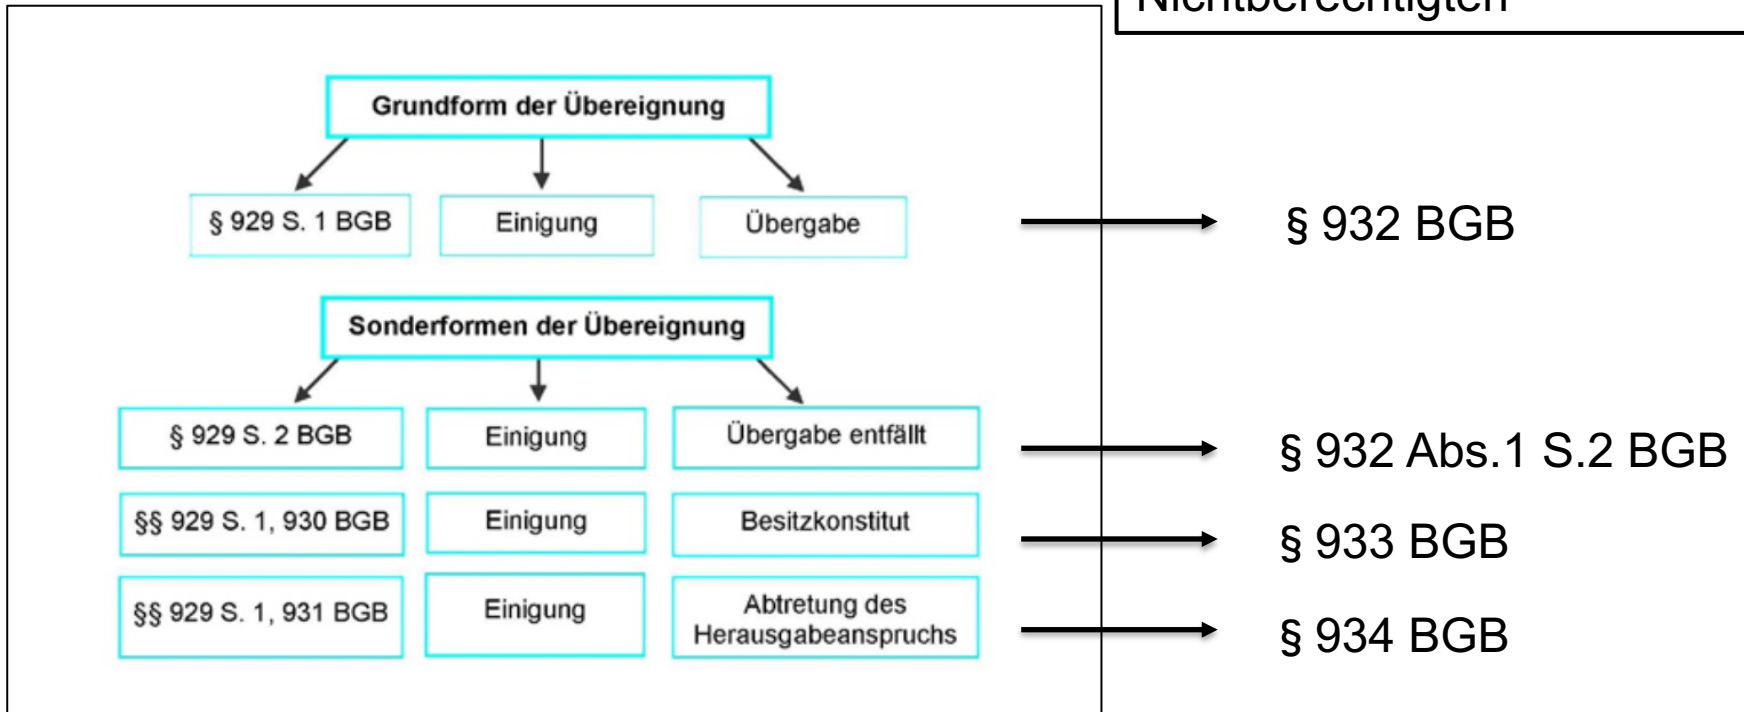 Nichtberechtigten
Grundform der Übereignung
§ 929 S. 1 BGB
Einigung
Übergabe
§ 932 BGB
Sonderformen der Übereignung
§ 929 S. 2 BGB
Einigung
Übergabe entfällt
§ 932 Abs.1 S.2 BGB
§§ 929 S. 1, 930 BGB
Einigung
Besitzkonstitut
§ 933 BGB
§§ 929 S. 1, 931 BGB
Einigung
Abtretung des
Herausgabeanspruchs
§ 934 BGB